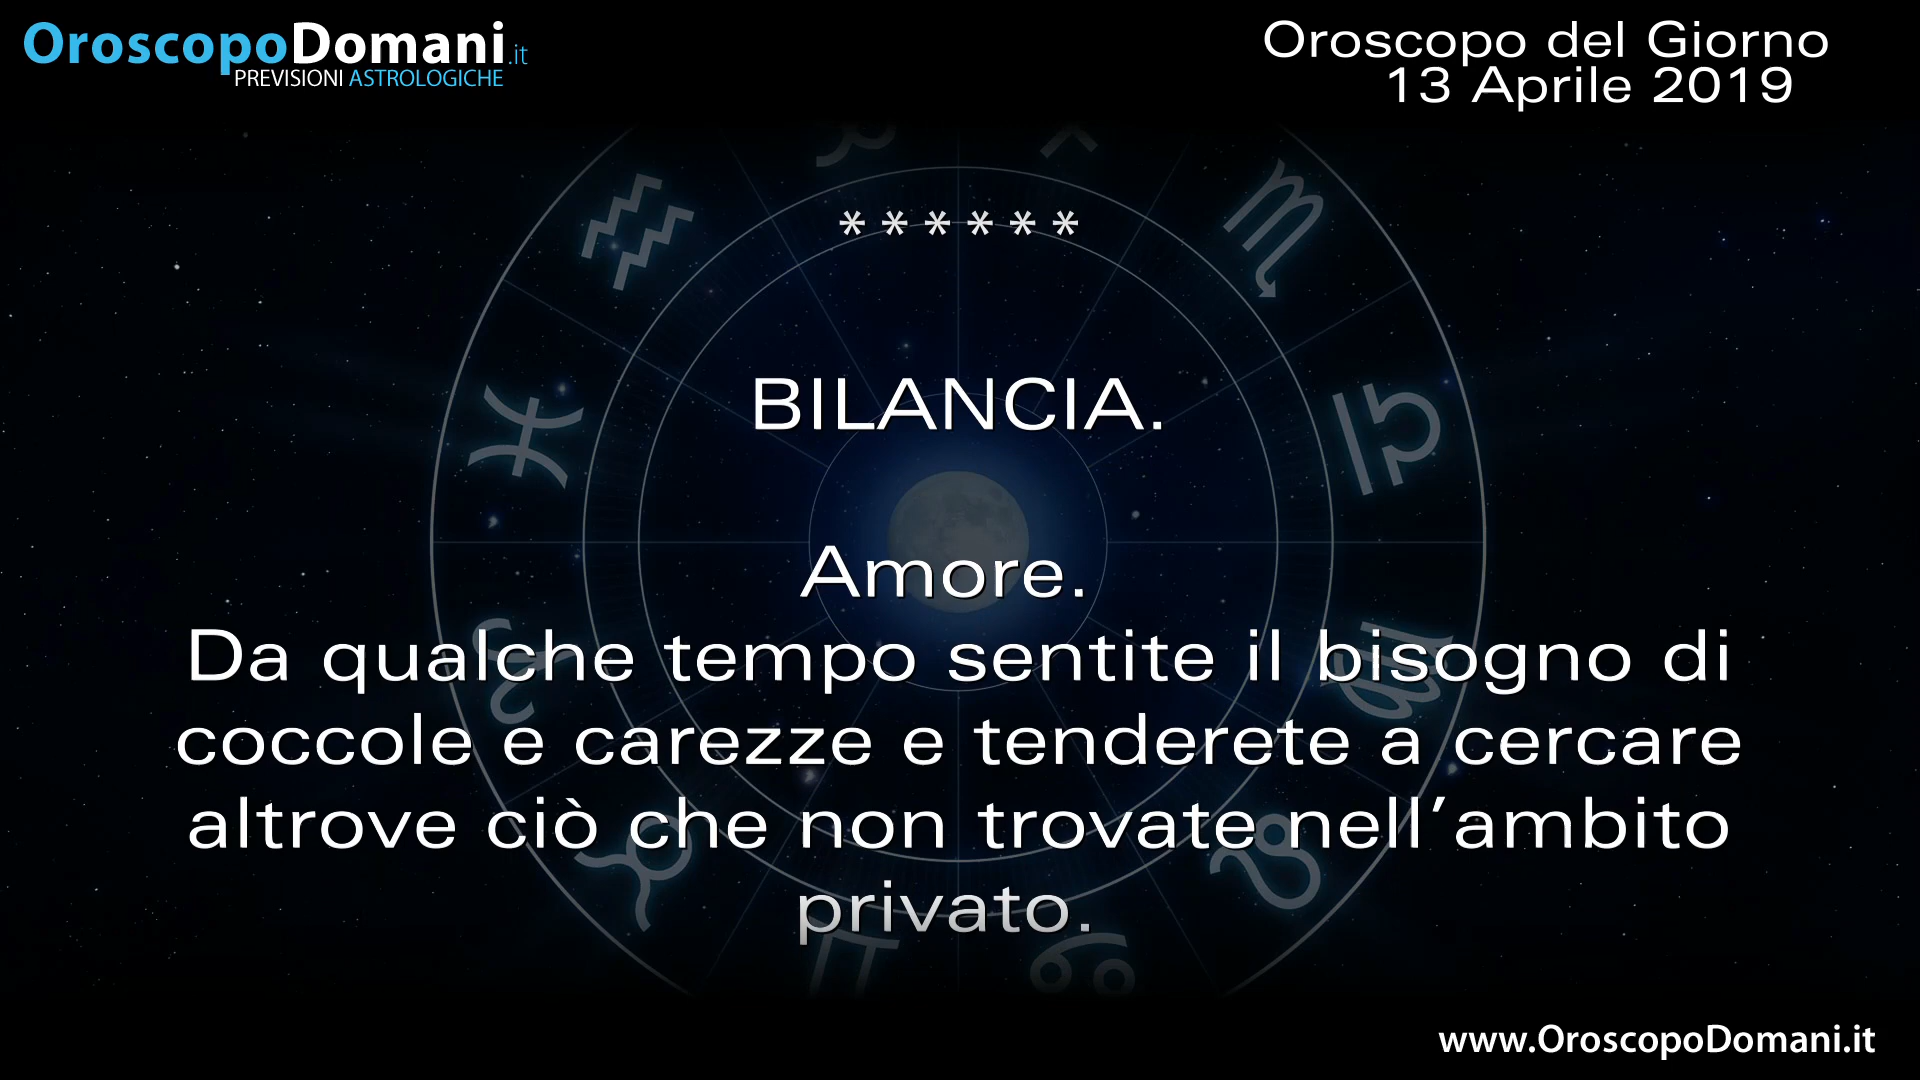 OroscopoDomani.it
PREVISIONI ASTROLOGICHE
Oroscopo del Giorno
13 Aprile 2019
******
BILANCIA.
Amore.
Da qualche tempo sentite il bisogno di
coccole e carezze e tenderete a cercare
altrove ciò che non trovate nell’ambito
privato.
www.OroscopoDomani.it